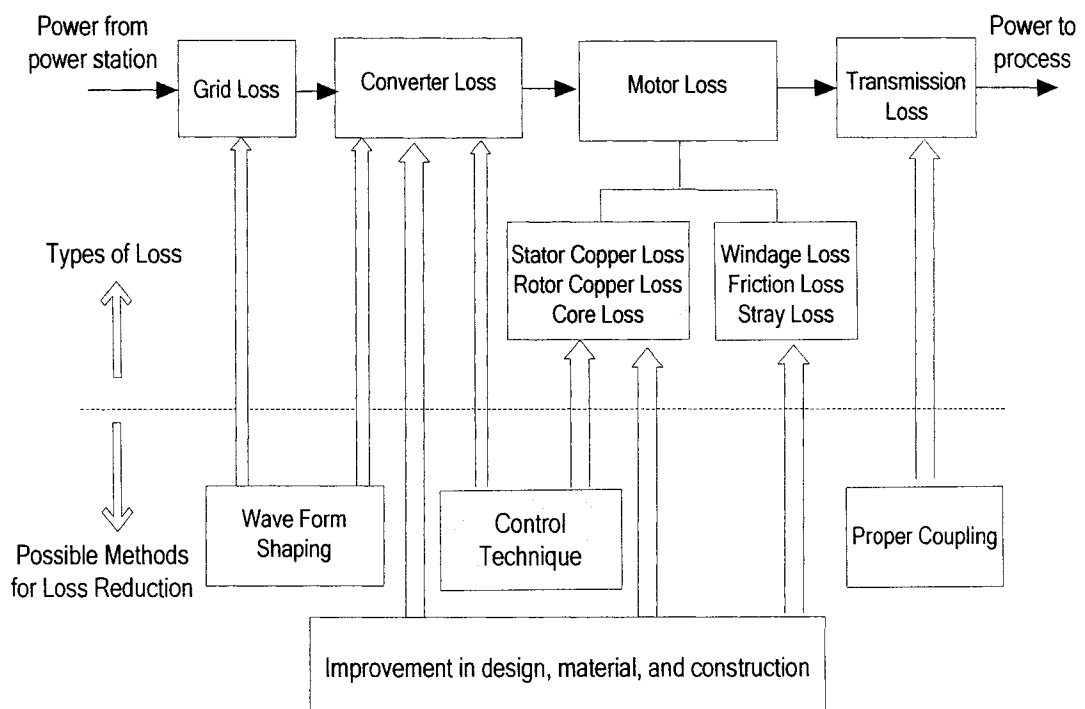 Power from
power station
Grid Loss
Converter Loss
Motor Loss
Transmission
Loss
Power to
process
Stator Copper Loss
Rotor Copper Loss
Core Loss
Windage Loss
Friction Loss
Stray Loss
Types of Loss
Possible Methods
for Loss Reduction
Wave Form
Shaping
Control
Technique
Proper Coupling
Improvement in design, material, and construction